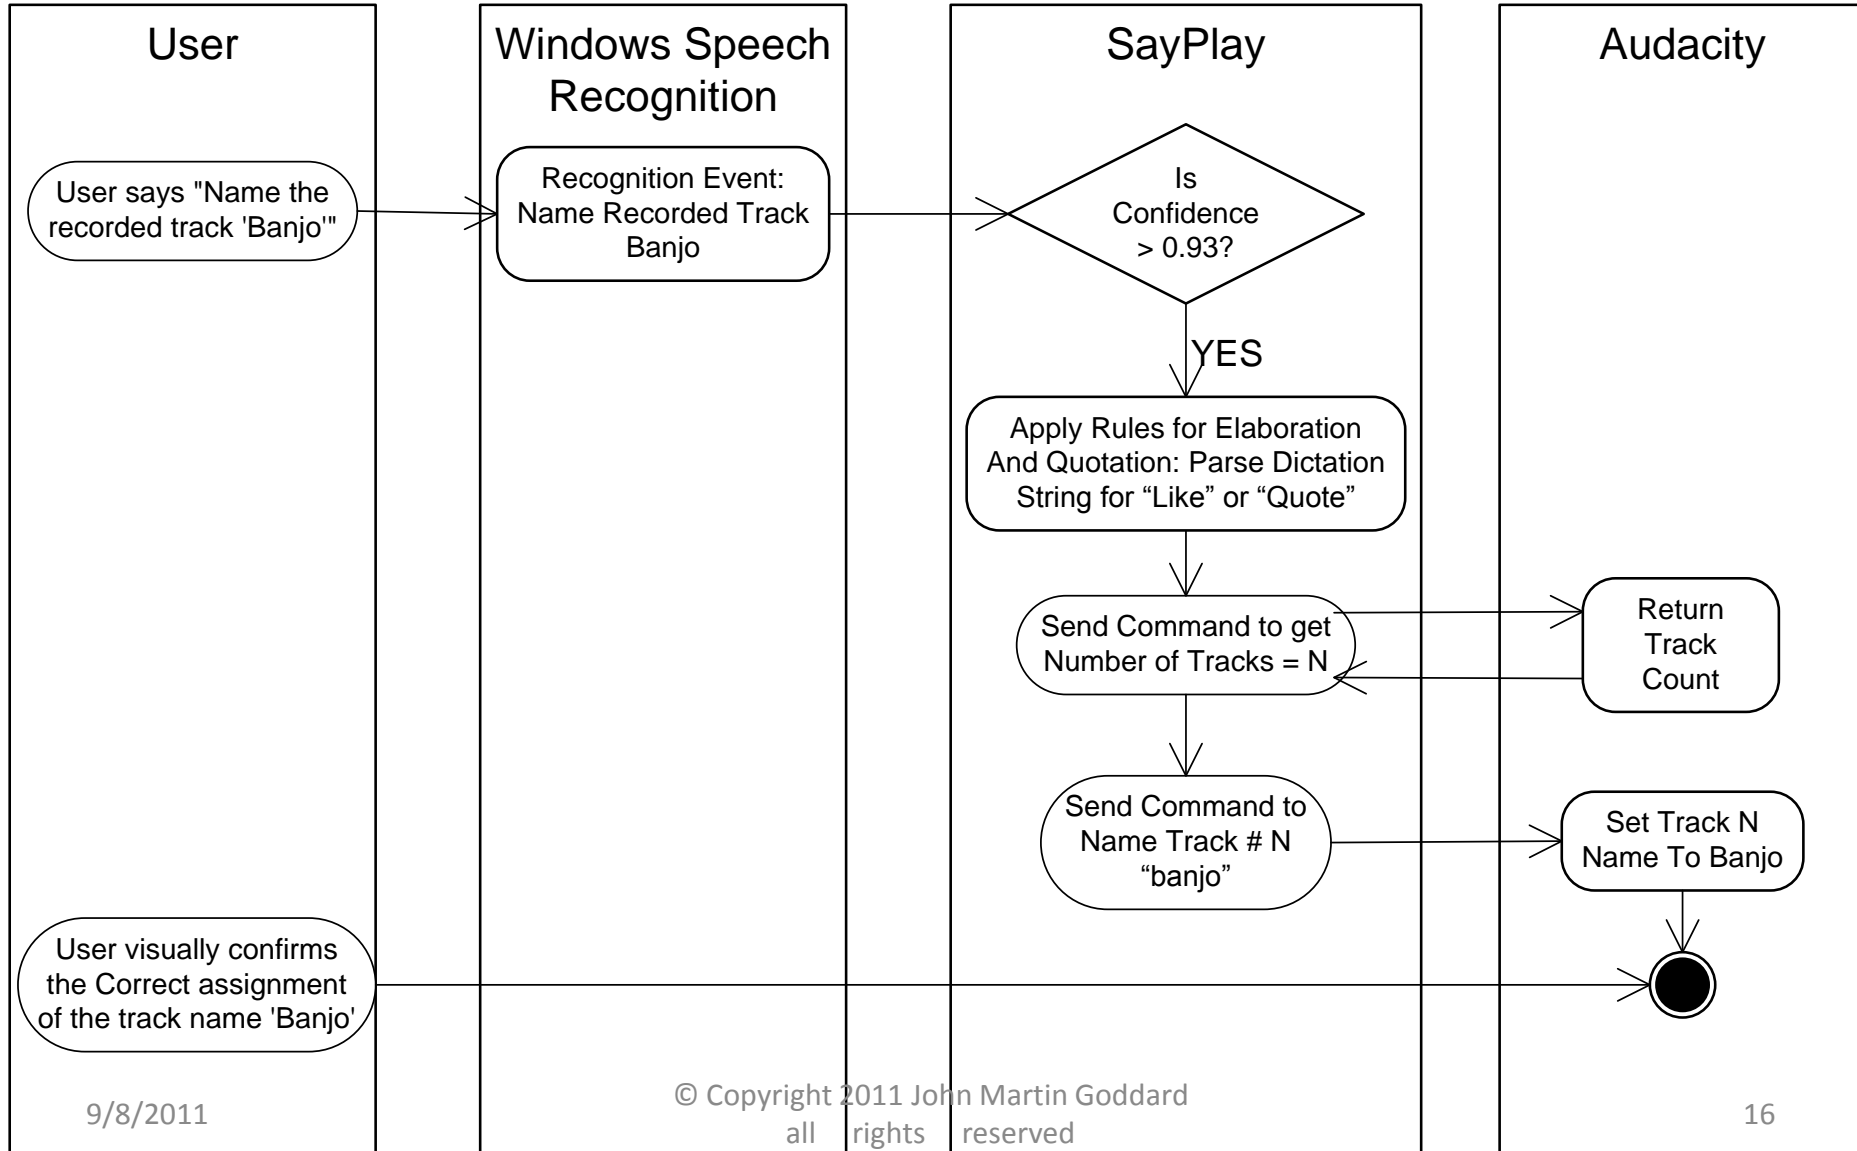 User
Windows Speech
Recognition
SayPlay
Audacity
User says "Name the
recorded track 'Banjo'"
Recognition Event:
Name Recorded Track
Banjo
Is
Confidence
> 0.93?
YES
Apply Rules for Elaboration
And Quotation: Parse Dictation
String for “Like” or “Quote”
Send Command to get
Number of Tracks = N
Return
Track
Count
Send Command to
Name Track # N
“banjo”
Set Track N
Name To Banjo
User visually confirms
the Correct assignment
of the track name 'Banjo'
9/8/2011
© Copyright 2011 John Martin Goddard
all rights reserved
16